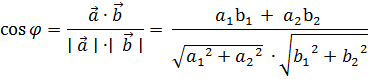 cos φ = (a⃗ · b⃗) / (| a⃗ | ·| b⃗ |) = (a₁b₁ + a₂b₂) / (√(a₁² + a₂²) · √(b₁² + b₂²))